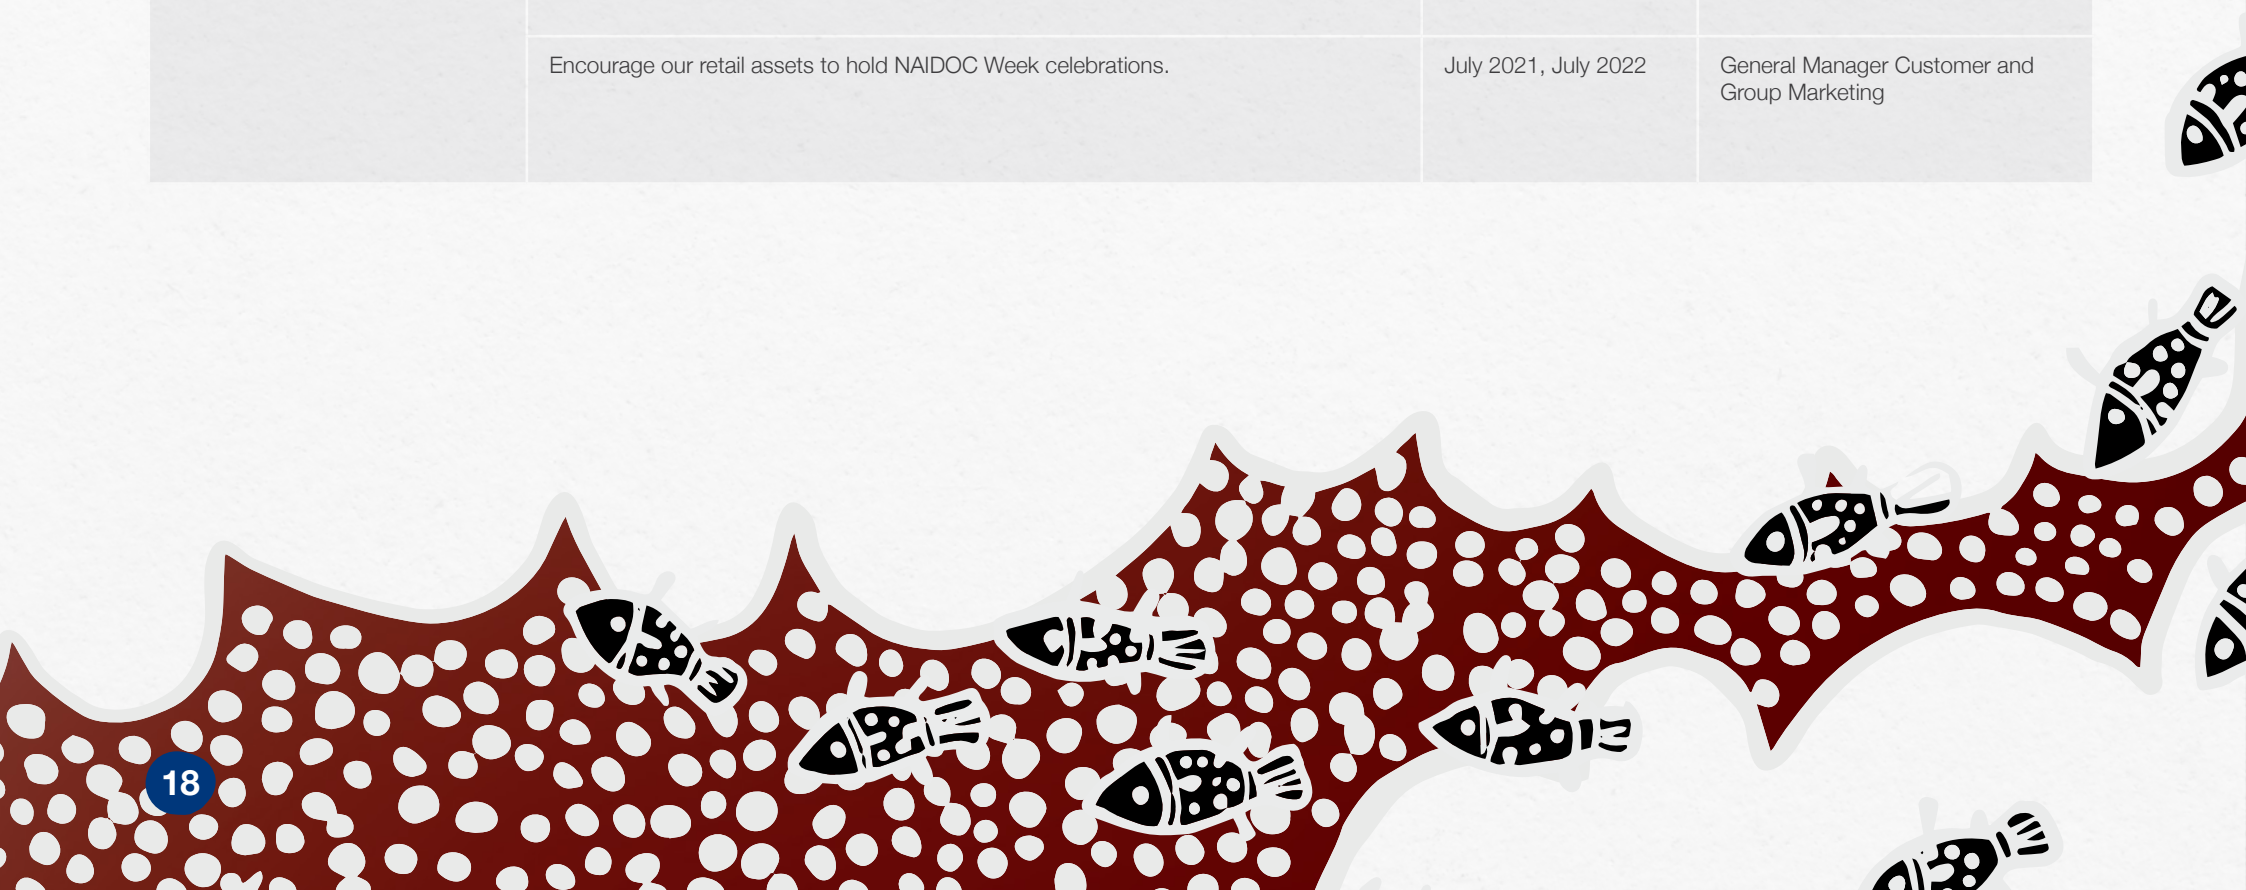 Encourage our retail assets to hold NAIDOC Week celebrations.
July 2021, July 2022
General Manager Customer and
Group Marketing
18